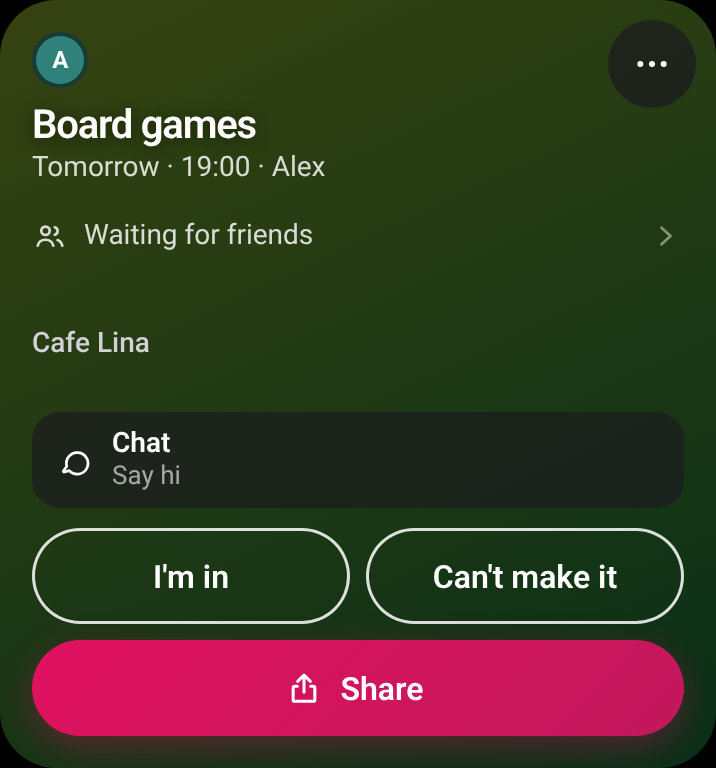 A
Board games
Tomorrow · 19:00 · Alex
Waiting for friends
Cafe Lina
Chat
Say hi
I'm in
Can't make it
Share